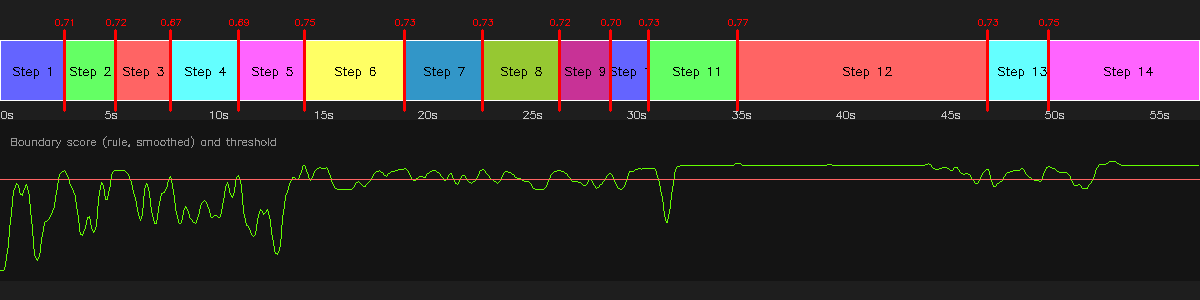 0.71 0.72 0.67 0.69 0.75 0.73 0.73 0.72 0.70 0.73 0.77 0.73 0.75
Step 1 Step 2 Step 3 Step 4 Step 5 Step 6 Step 7 Step 8 Step 9 Step 1 Step 11 Step 12 Step 13 Step 14
0s 5s 10s 15s 20s 25s 30s 35s 40s 45s 50s 55s
Boundary score (rule, smoothed) and threshold